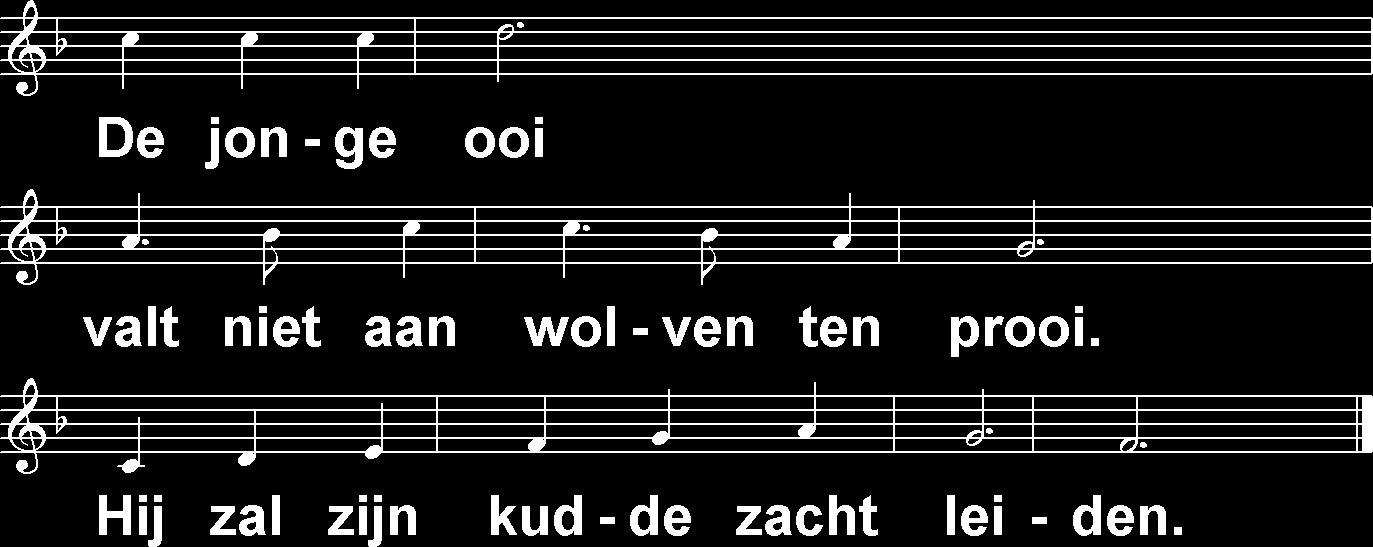 De jon - ge ooi
valt niet aan wol - ven ten prooi.
Hij zal zijn kud - de zacht lei - den.